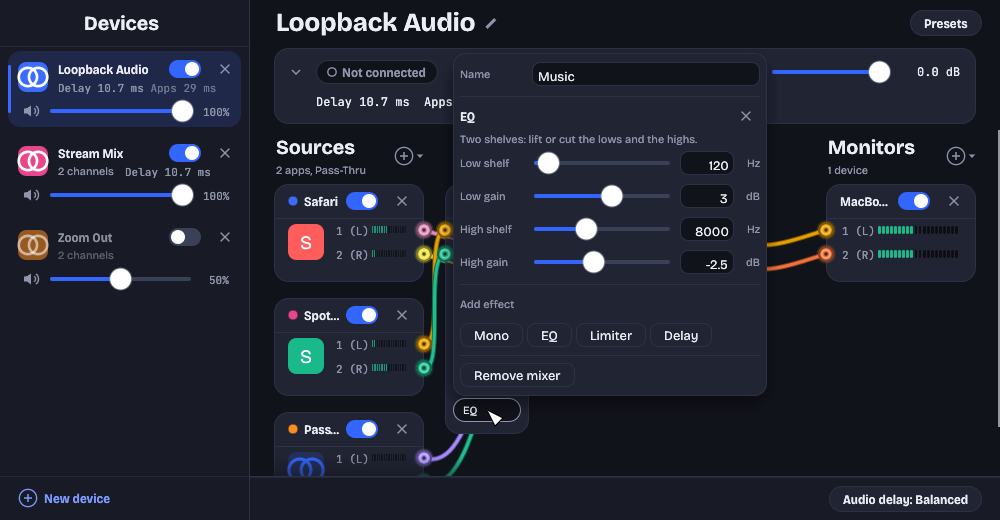 Devices
Loopback Audio
Delay 10.7 ms Apps 29 ms
100%
Stream Mix
2 channels Delay 10.7 ms
100%
Zoom Out
2 channels
50%
New device
Loopback Audio
Presets
Not connected
0.0 dB
Delay 10.7 ms Apps
Sources
2 apps, Pass-Thru
Safari
S
1 (L)
2 (R)
Spot...
S
1 (L)
2 (R)
Pass...
1 (L)
Name
Music
EQ
Two shelves: lift or cut the lows and the highs.
Low shelf 120 Hz
Low gain 3 dB
High shelf 8000 Hz
High gain -2.5 dB
Add effect
Mono EQ Limiter Delay
Remove mixer
EQ
Monitors
1 device
MacBo...
1 (L)
2 (R)
Audio delay: Balanced